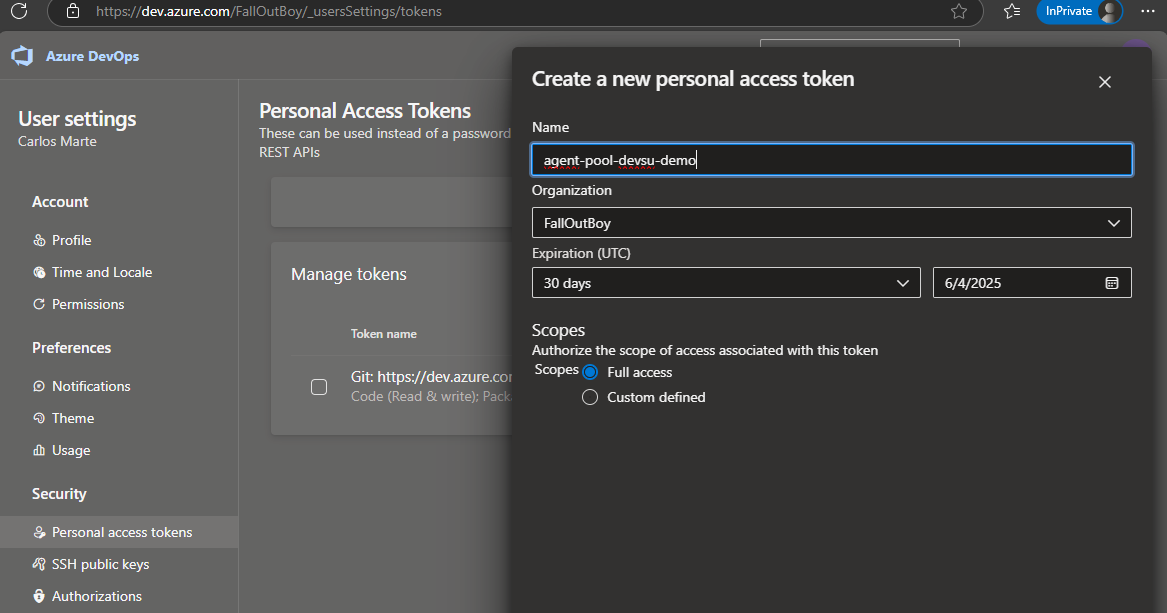 https://dev.azure.com/FallOutBoy/_usersSettings/tokens
InPrivate
Azure DevOps
User settings
Carlos Marte
Account
Profile
Time and Locale
Permissions
Preferences
Notifications
Theme
Usage
Security
Personal access tokens
SSH public keys
Authorizations
Personal Access Tokens
These can be used instead of a password
REST APIs
Manage tokens
Token name
Git: https://dev.azure.co
Code (Read & write); Pack
Create a new personal access token
Name
agent-pool-devsu-demo
Organization
FallOutBoy
Expiration (UTC)
30 days
6/4/2025
Scopes
Authorize the scope of access associated with this token
Scopes
Full access
Custom defined